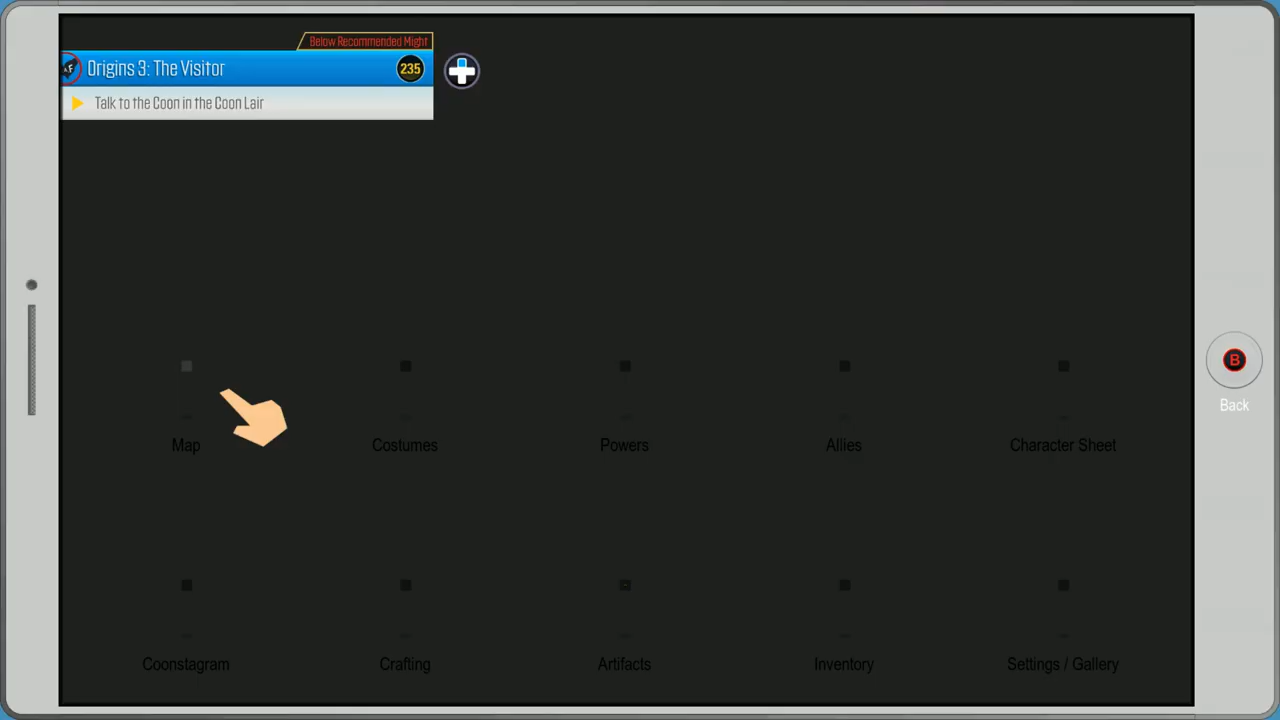 Below Recommended Might
Origins 3: The Visitor
235
Talk to the Coon in the Coon Lair
B
Back
Map
Costumes
Powers
Allies
Character Sheet
Coonstagram
Crafting
Artifacts
Inventory
Settings / Gallery